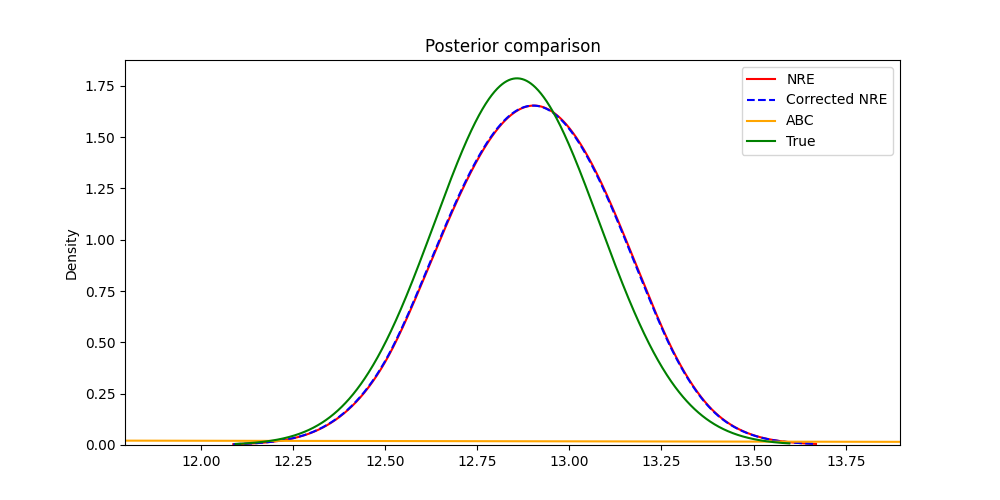 Posterior comparison
NRE
Corrected NRE
ABC
True
Density
1.75
1.50
1.25
1.00
0.75
0.50
0.25
0.00
12.00 12.25 12.50 12.75 13.00 13.25 13.50 13.75